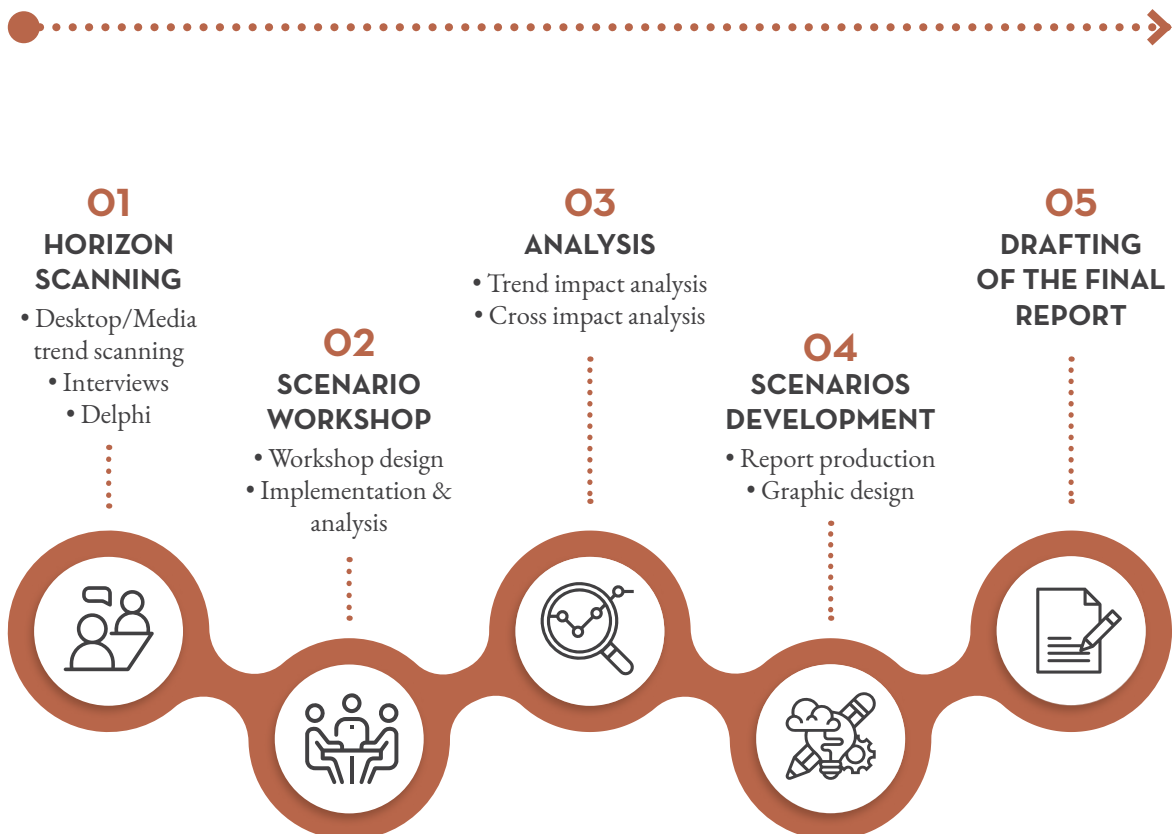 01
HORIZON
SCANNING
• Desktop/Media
trend scanning
• Interviews
• Delphi
02
SCENARIO
WORKSHOP
• Workshop design
• Implementation &
analysis
03
ANALYSIS
• Trend impact analysis
• Cross impact analysis
04
SCENARIOS
DEVELOPMENT
• Report production
• Graphic design
05
DRAFTING
OF THE FINAL
REPORT